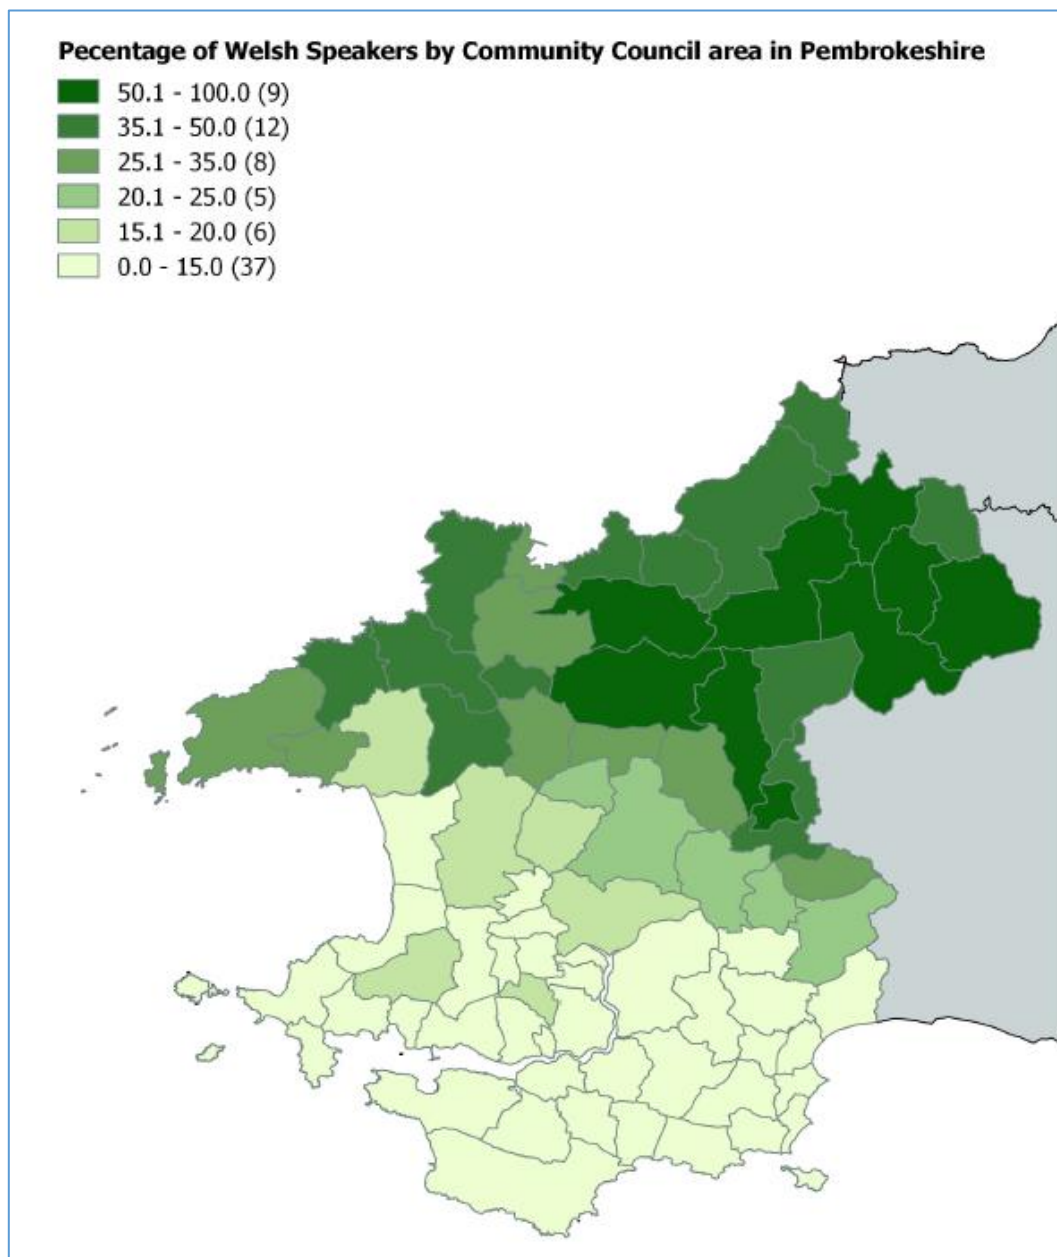 Pecentage of Welsh Speakers by Community Council area in Pembrokeshire
50.1 - 100.0 (9)
35.1 - 50.0 (12)
25.1 - 35.0 (8)
20.1 - 25.0 (5)
15.1 - 20.0 (6)
0.0 - 15.0 (37)